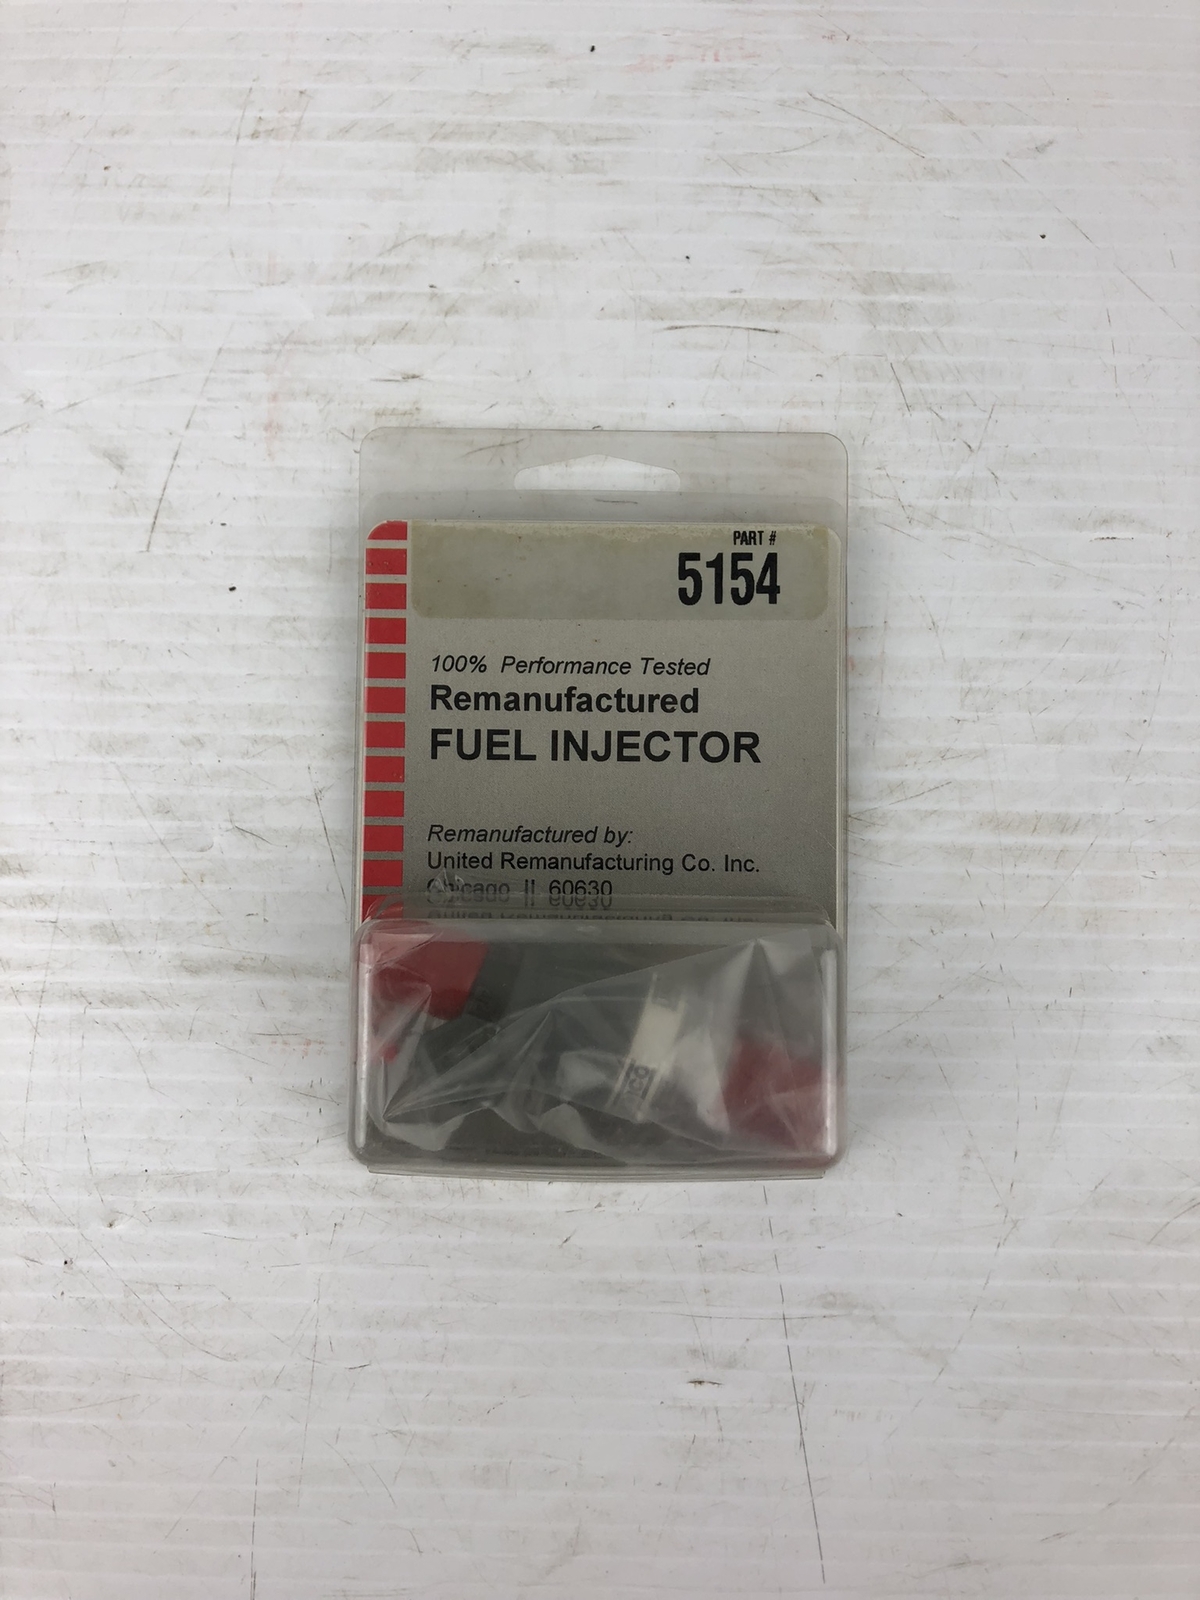 PART #
5154
100% Performance Tested
Remanufactured
FUEL INJECTOR
Remanufactured by:
United Remanufacturing Co. Inc.
Chicago Il 60630